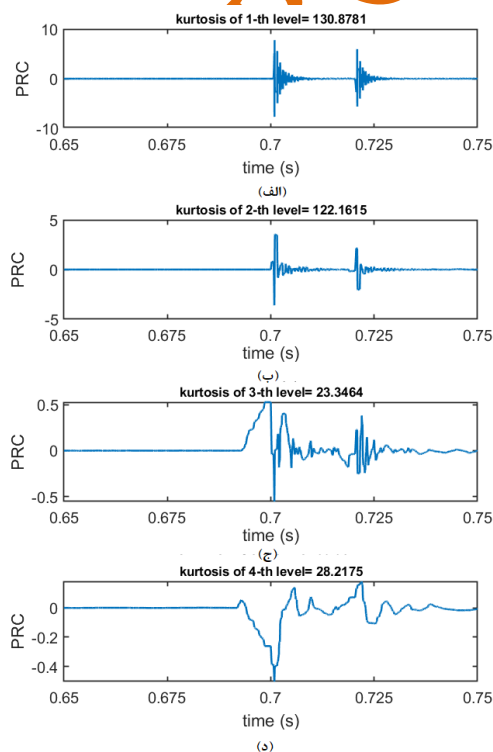 kurtosis of 1-th level= 130.8781
10
0
-10
PRC
0.65 0.675 0.7 0.725 0.75
time (s)
(الف)
kurtosis of 2-th level= 122.1615
5
0
-5
PRC
0.65 0.675 0.7 0.725 0.75
time (s)
(ب)
kurtosis of 3-th level= 23.3464
0.5
0
-0.5
PRC
0.65 0.675 0.7 0.725 0.75
time (s)
(ج)
kurtosis of 4-th level= 28.2175
0
-0.2
-0.4
PRC
0.65 0.675 0.7 0.725 0.75
time (s)
(د)